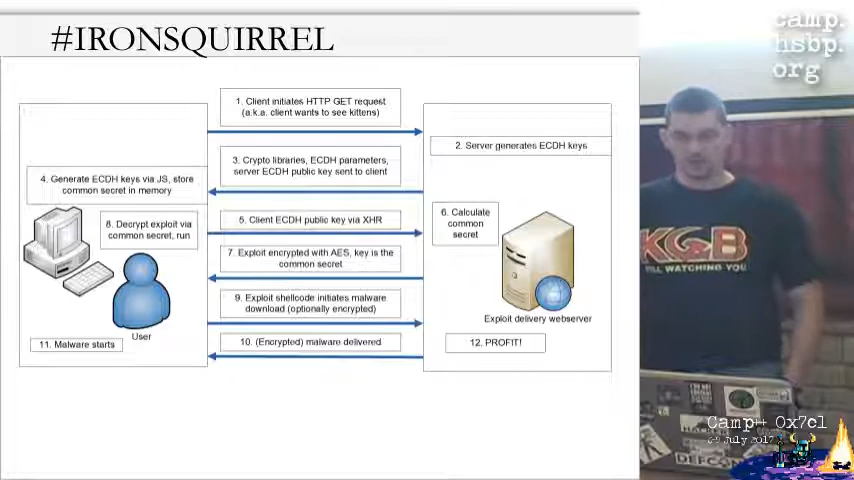 #IRONSQUIRREL
1. Client initiates HTTP GET request
(a.k.a. client wants to see kittens)
2. Server generates ECDH keys
3. Crypto libraries, ECDH parameters,
server ECDH public key sent to client
4. Generate ECDH keys via JS, store
common secret in memory
5. Client ECDH public key via XHR
6. Calculate
common
secret
8. Decrypt exploit via
common secret, run
7. Exploit encrypted with AES, key is the
common secret
9. Exploit shellcode initiates malware
download (optionally encrypted)
Exploit delivery webserver
User
10. (Encrypted) malware delivered
11. Malware starts
12. PROFIT!
camp.
hsbp.
org
KGB
WATCHING YOU
Camp++ 0x7c1
July 2017
HACKER
DEFCON